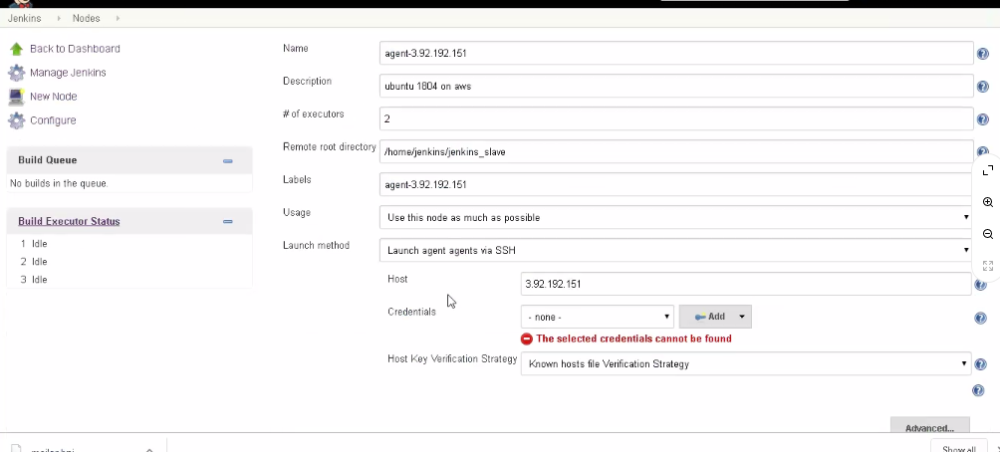 Jenkins Nodes
Back to Dashboard
Manage Jenkins
New Node
Configure
Build Queue
No builds in the queue.
Build Executor Status
1 Idle
2 Idle
3 Idle
Name agent-3.92.192.151
Description ubuntu 1804 on aws
# of executors 2
Remote root directory /home/jenkins/jenkins_slave
Labels agent-3.92.192.151
Usage Use this node as much as possible
Launch method Launch agent agents via SSH
Host 3.92.192.151
Credentials - none - Add
The selected credentials cannot be found
Host Key Verification Strategy Known hosts file Verification Strategy
Advanced...
Show all